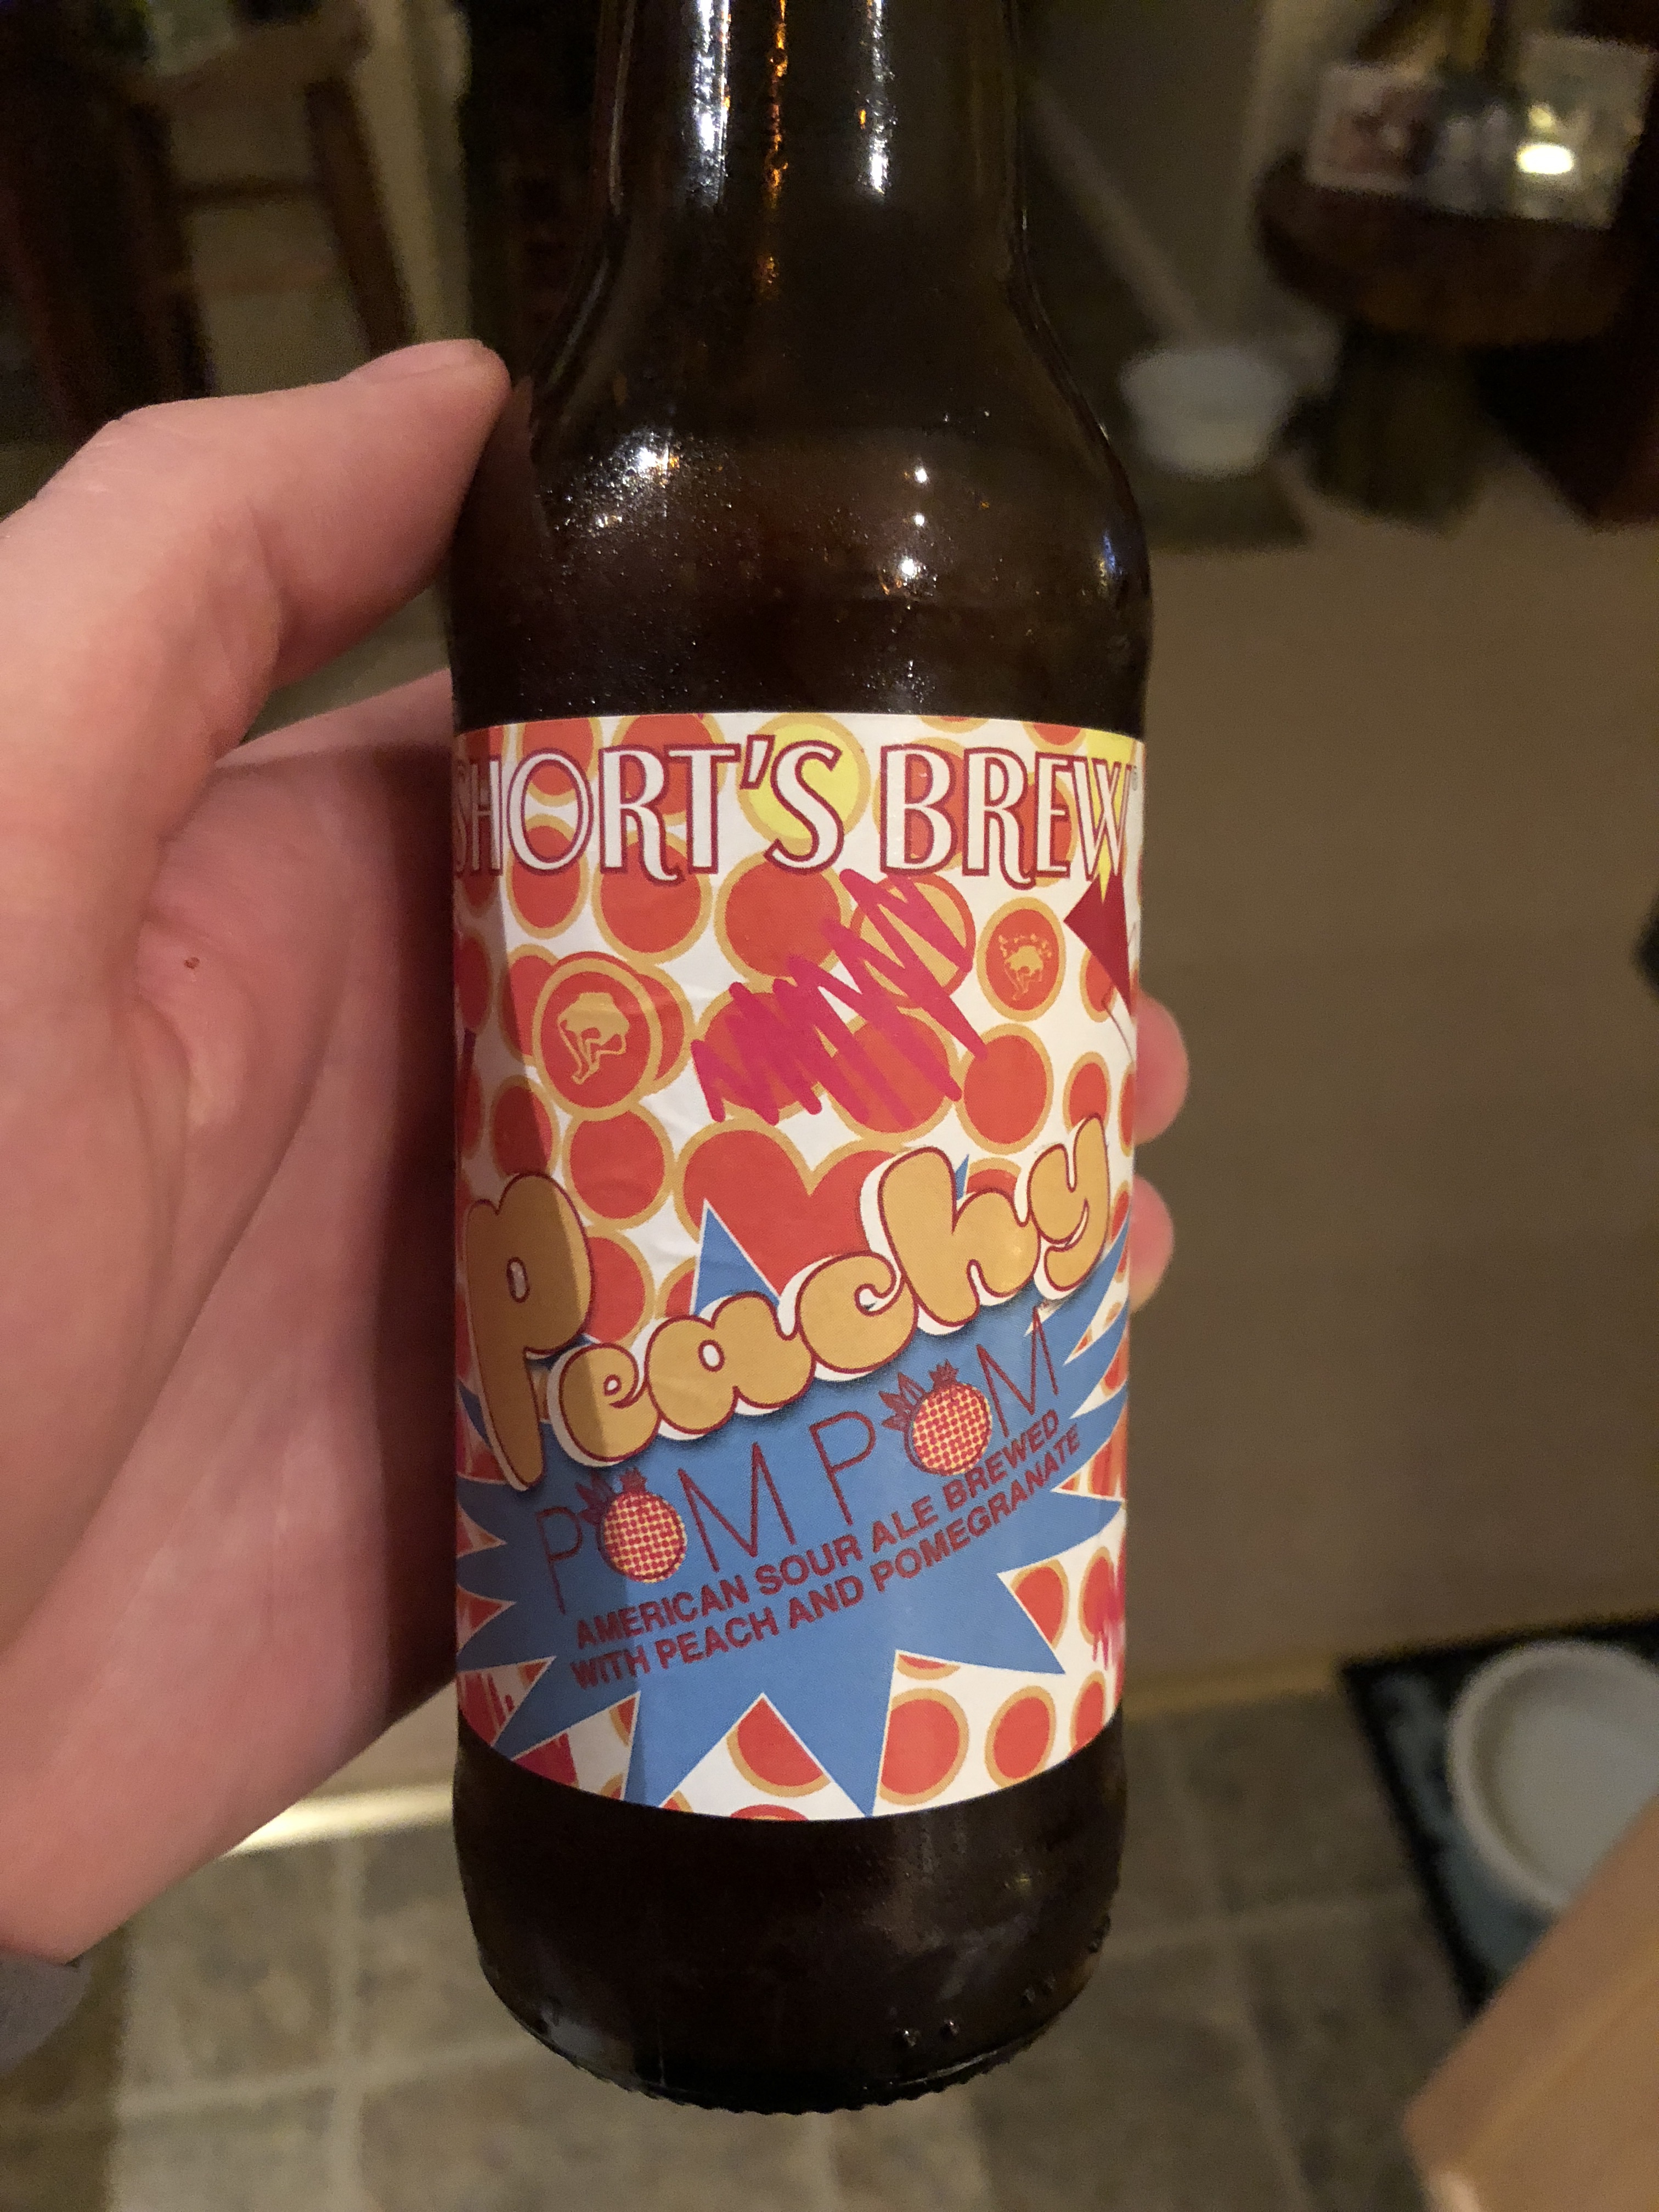 SHORT'S BREW
Peachy
POM POM
AMERICAN SOUR ALE BREWED
WITH PEACH AND POMEGRANATE